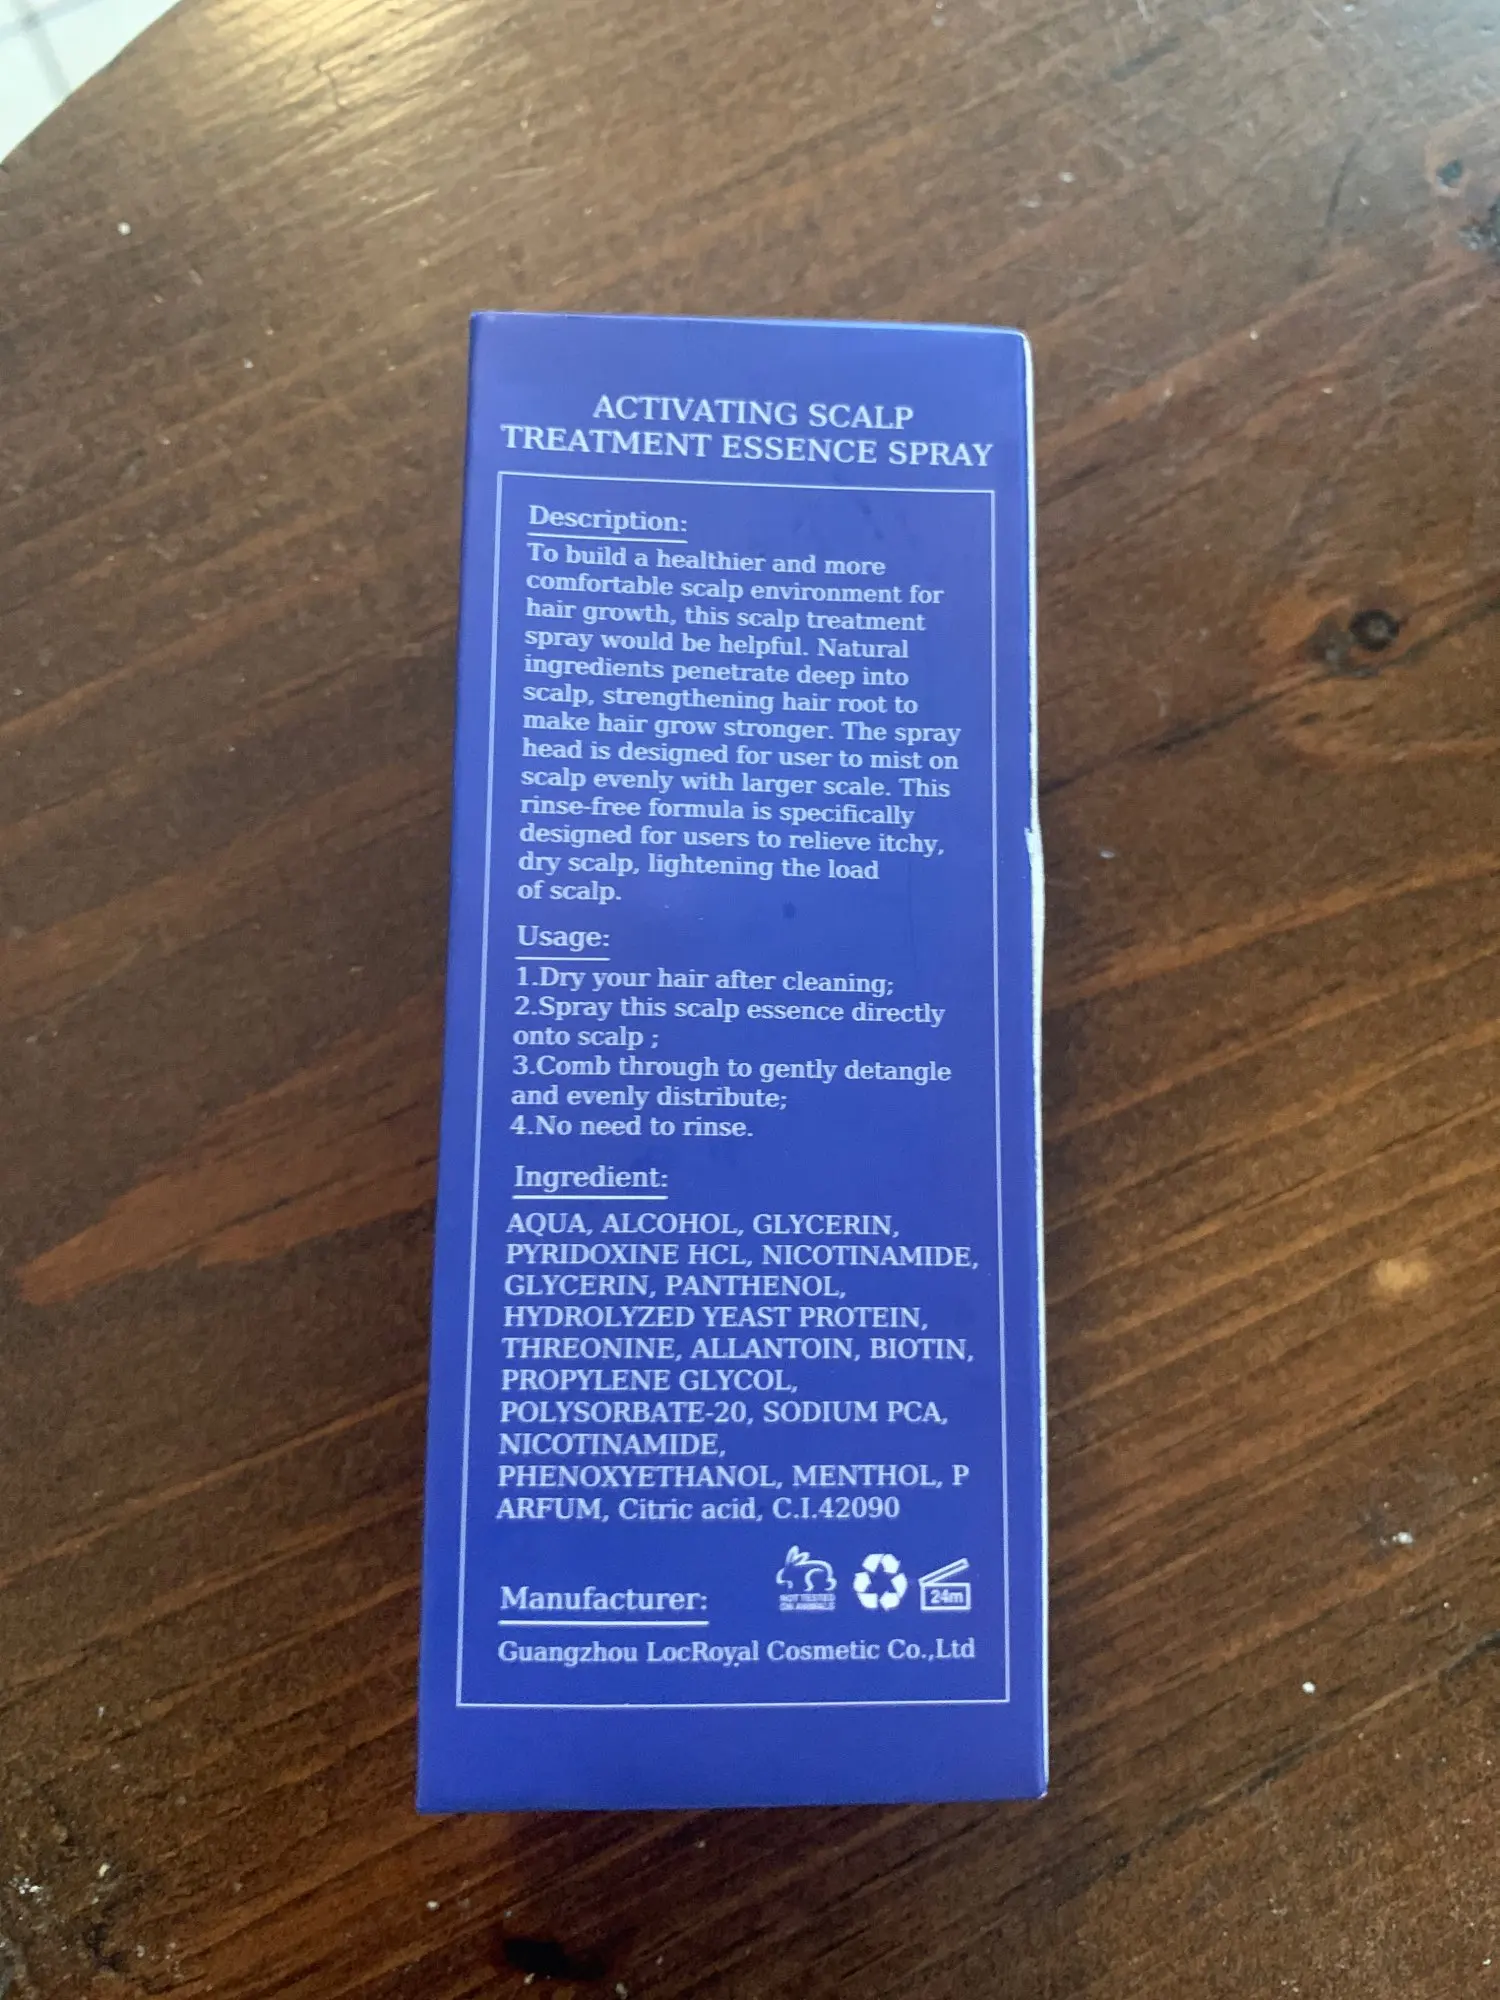 ACTIVATING SCALP
TREATMENT ESSENCE SPRAY
Description:
To build a healthier and more
comfortable scalp environment for
hair growth, this scalp treatment
spray would be helpful. Natural
ingredients penetrate deep into
scalp, strengthening hair root to
make hair grow stronger. The spray
head is designed for user to mist on
scalp evenly with larger scale. This
rinse-free formula is specifically
designed for users to relieve itchy,
dry scalp, lightening the load
of scalp.
Usage:
1.Dry your hair after cleaning;
2.Spray this scalp essence directly
onto scalp ;
3.Comb through to gently detangle
and evenly distribute;
4.No need to rinse.
Ingredient:
AQUA, ALCOHOL, GLYCERIN,
PYRIDOXINE HCL, NICOTINAMIDE,
GLYCERIN, PANTHENOL,
HYDROLYZED YEAST PROTEIN,
THREONINE, ALLANTOIN, BIOTIN,
PROPYLENE GLYCOL,
POLYSORBATE-20, SODIUM PCA,
NICOTINAMIDE,
PHENOXYETHANOL, MENTHOL, P
ARFUM, Citric acid, C.I.42090
NOT TESTED
ON ANIMALS
24m
Manufacturer:
Guangzhou LocRoyal Cosmetic Co.,Ltd